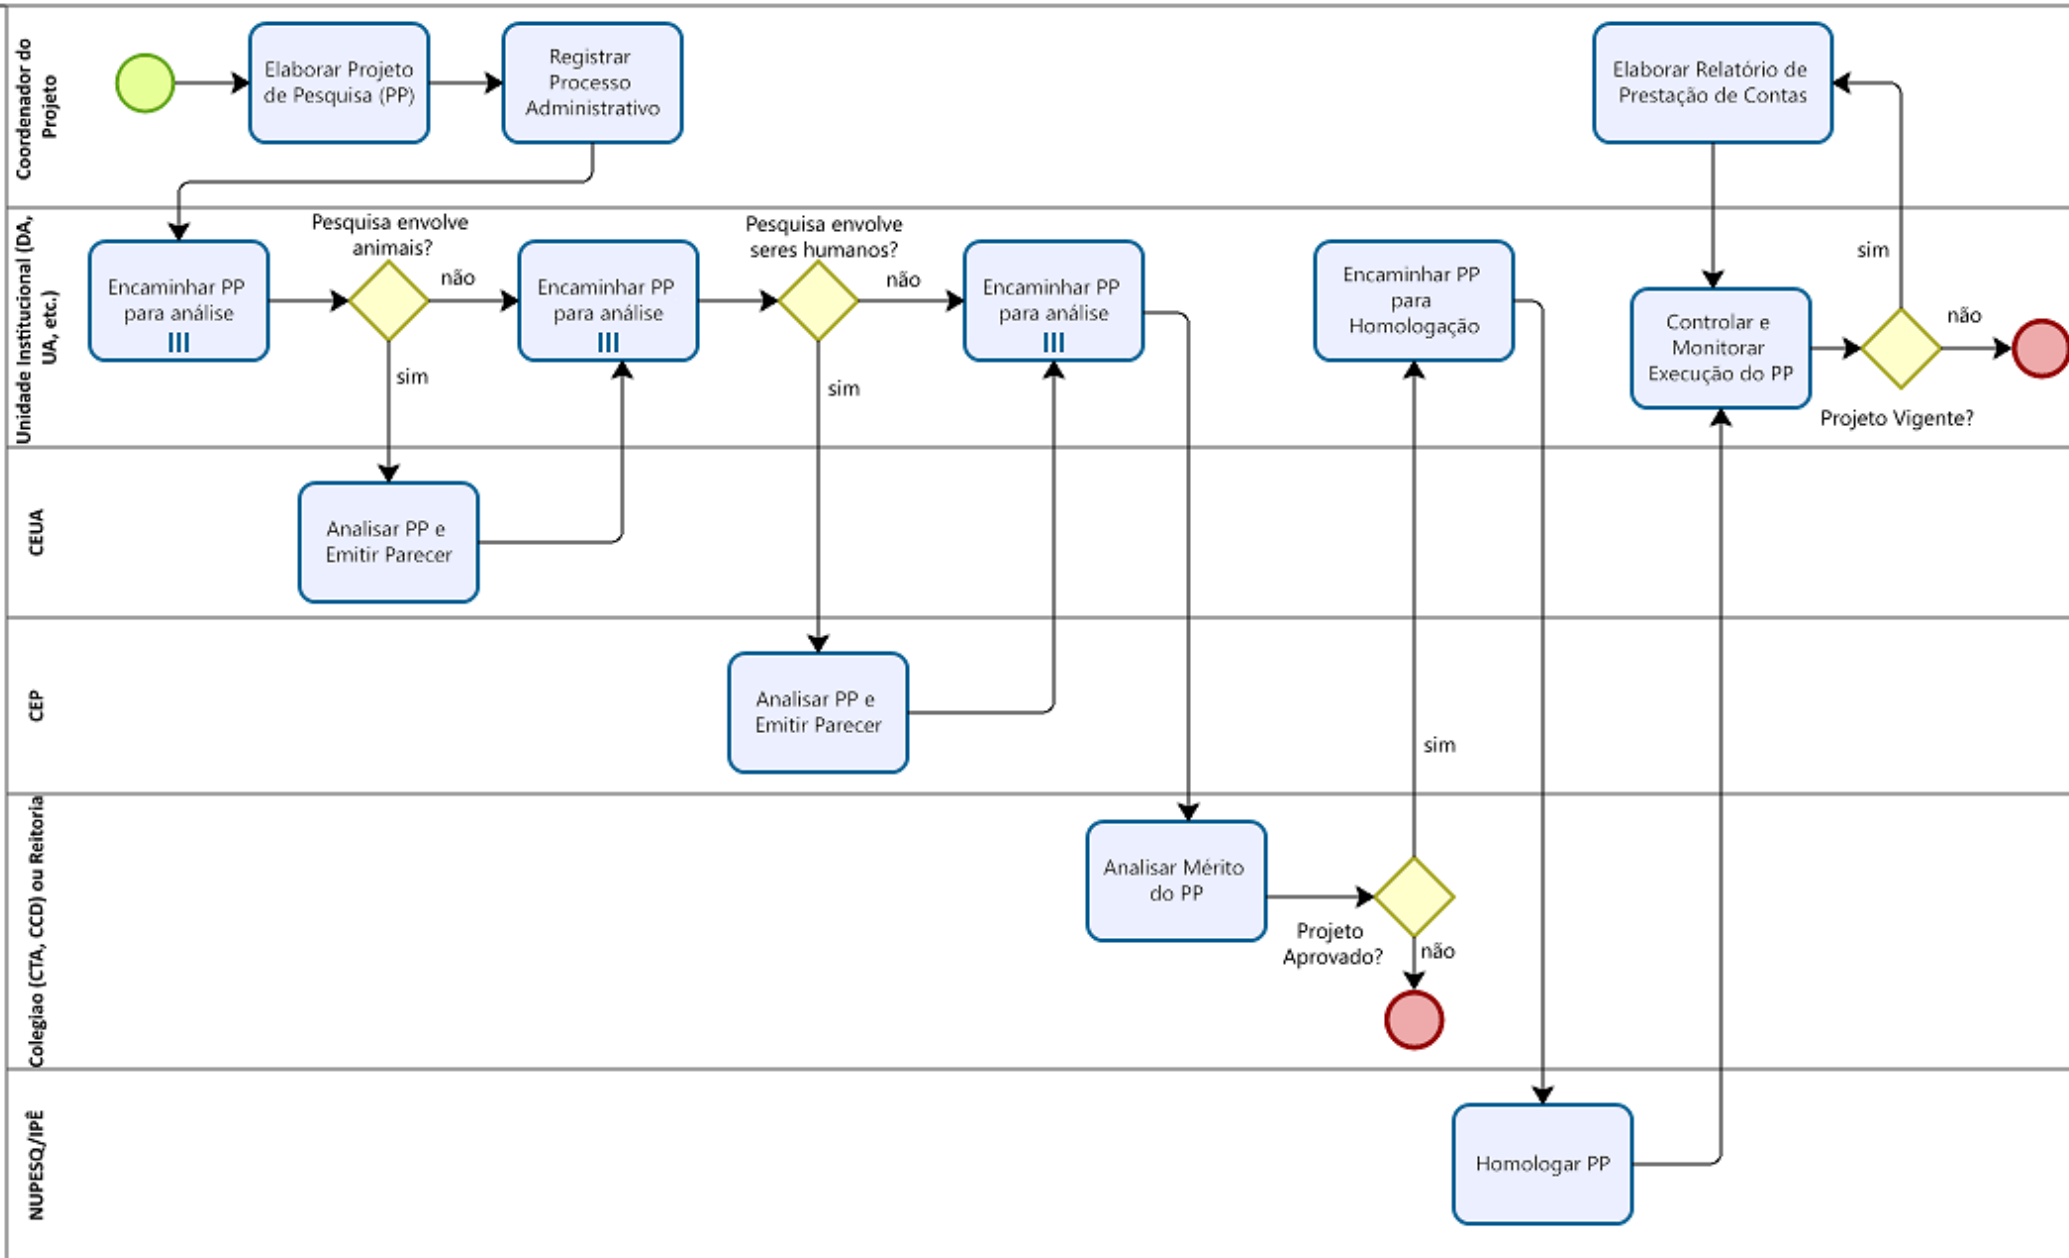 Coordenador do
Projeto
Elaborar Projeto
de Pesquisa (PP)
Registrar
Processo
Administrativo
Elaborar Relatório de
Prestação de Contas
Unidade Institucional (DA,
UA, etc.)
Encaminhar PP
para análise
Pesquisa envolve
animais?
não
sim
Encaminhar PP
para análise
Pesquisa envolve
seres humanos?
não
sim
Encaminhar PP
para análise
Encaminhar PP
para
Homologação
Controlar e
Monitorar
Execução do PP
sim
não
Projeto Vigente?
CEUA
Analisar PP e
Emitir Parecer
CEP
Analisar PP e
Emitir Parecer
sim
Colegiao (CTA, CCD) ou Reitoria
Analisar Mérito
do PP
Projeto
Aprovado?
não
NUPESQ/IPÊ
Homologar PP